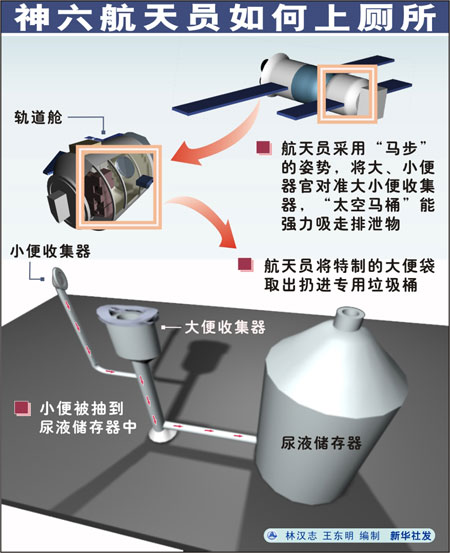 神六航天员如何上厕所
轨道舱
航天员采用“马步”
的姿势，将大、小便
器官对准大小便收集
器，“太空马桶”能
强力吸走排泄物
航天员将特制的大便袋
取出扔进专用垃圾桶
小便收集器
大便收集器
小便被抽到
尿液储存器中
尿液储存器
林汉志 王东明 编制 新华社发